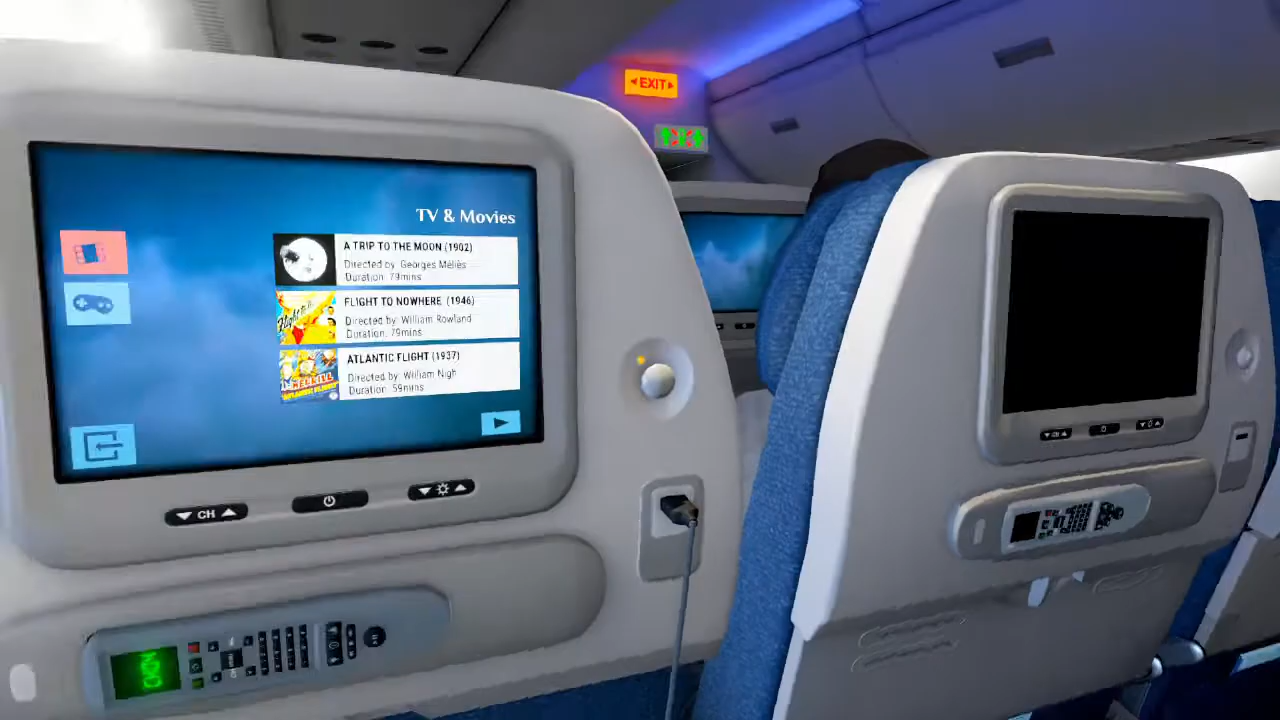 EXIT
TV & Movies
A TRIP TO THE MOON (1902)
Directed by: Georges Méliès
Duration: 79mins
FLIGHT TO NOWHERE (1946)
Directed by: William Rowland
Duration: 79mins
ATLANTIC FLIGHT (1937)
Directed by: William Nigh
Duration: 59mins
CH